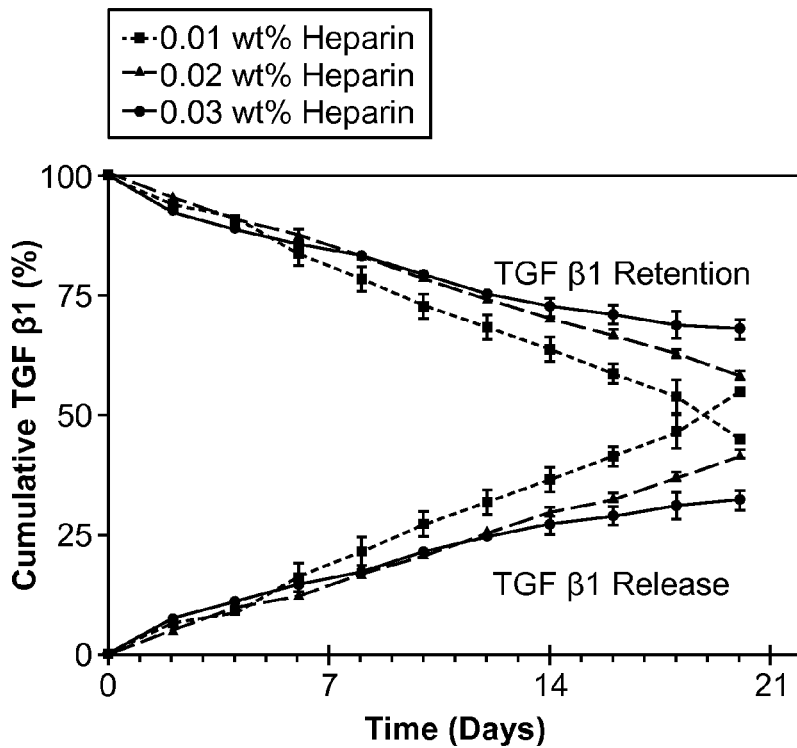 0.01 wt% Heparin
0.02 wt% Heparin
0.03 wt% Heparin
100
75
50
25
0
Cumulative TGF β1 (%)
TGF β1 Retention
TGF β1 Release
0 7 14 21
Time (Days)